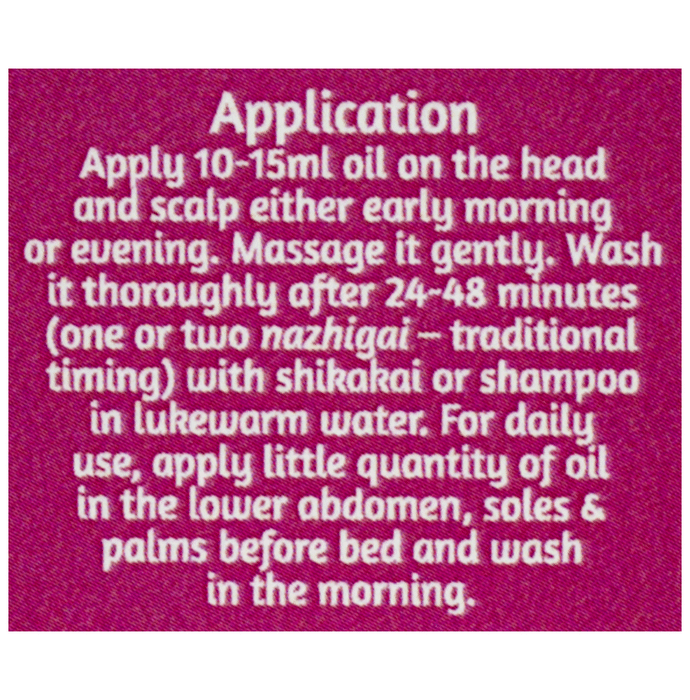 Application
Apply 10-15ml oil on the head
and scalp either early morning
or evening. Massage it gently. Wash
it thoroughly after 24-48 minutes
(one or two nazhigai – traditional
timing) with shikakai or shampoo
in lukewarm water. For daily
use, apply little quantity of oil
in the lower abdomen, soles &
palms before bed and wash
in the morning.